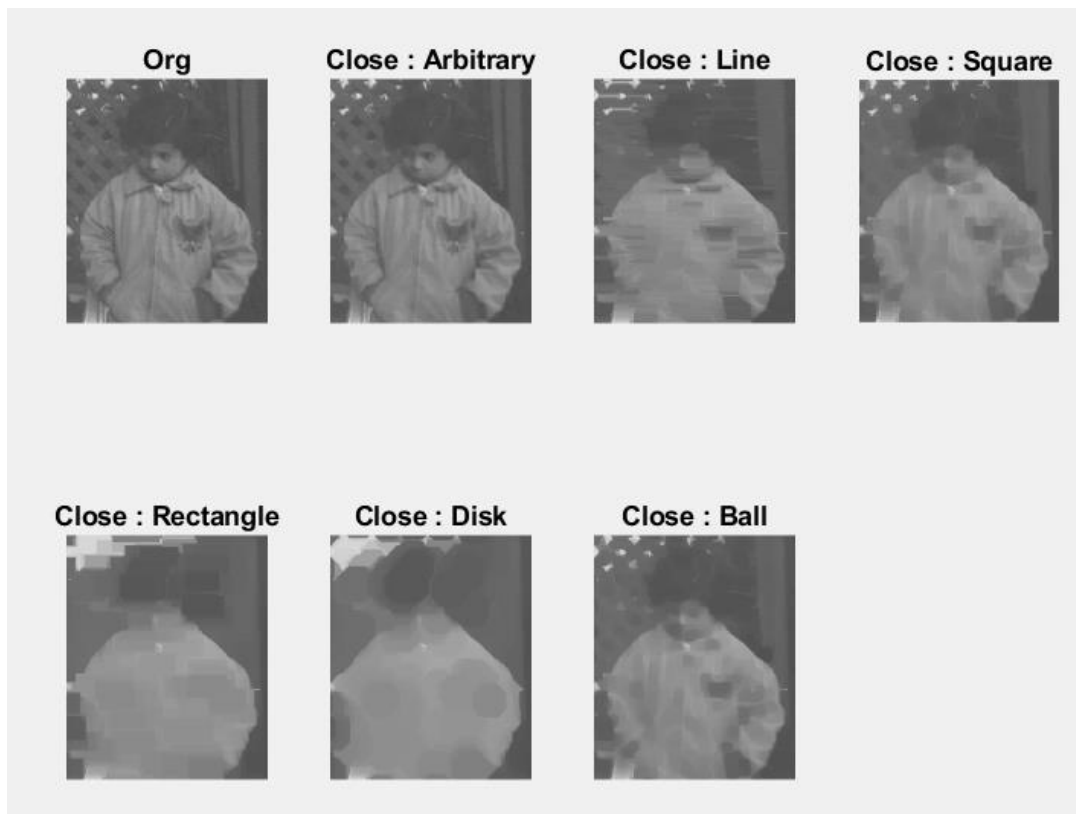 Org
Close : Arbitrary
Close : Line
Close : Square
Close : Rectangle
Close : Disk
Close : Ball